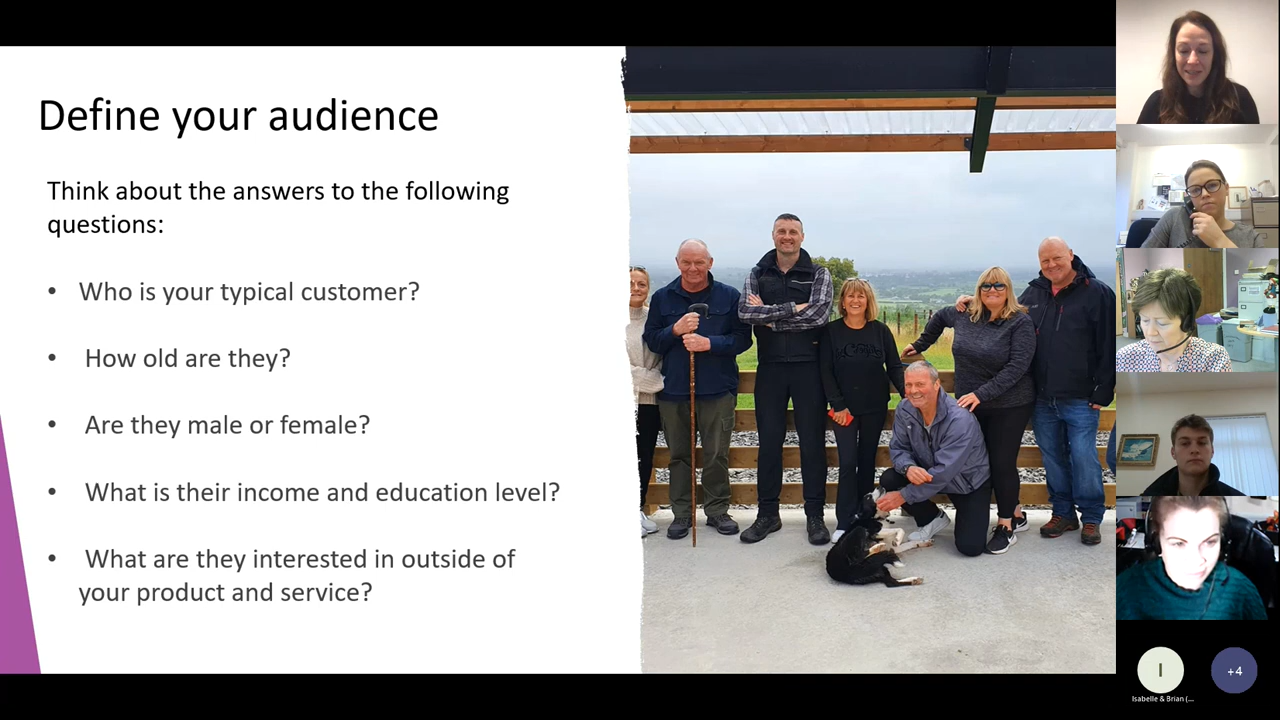 Define your audience
Think about the answers to the following
questions:
• Who is your typical customer?
• How old are they?
• Are they male or female?
• What is their income and education level?
• What are they interested in outside of
your product and service?
I
+4
Isabelle & Brian (...